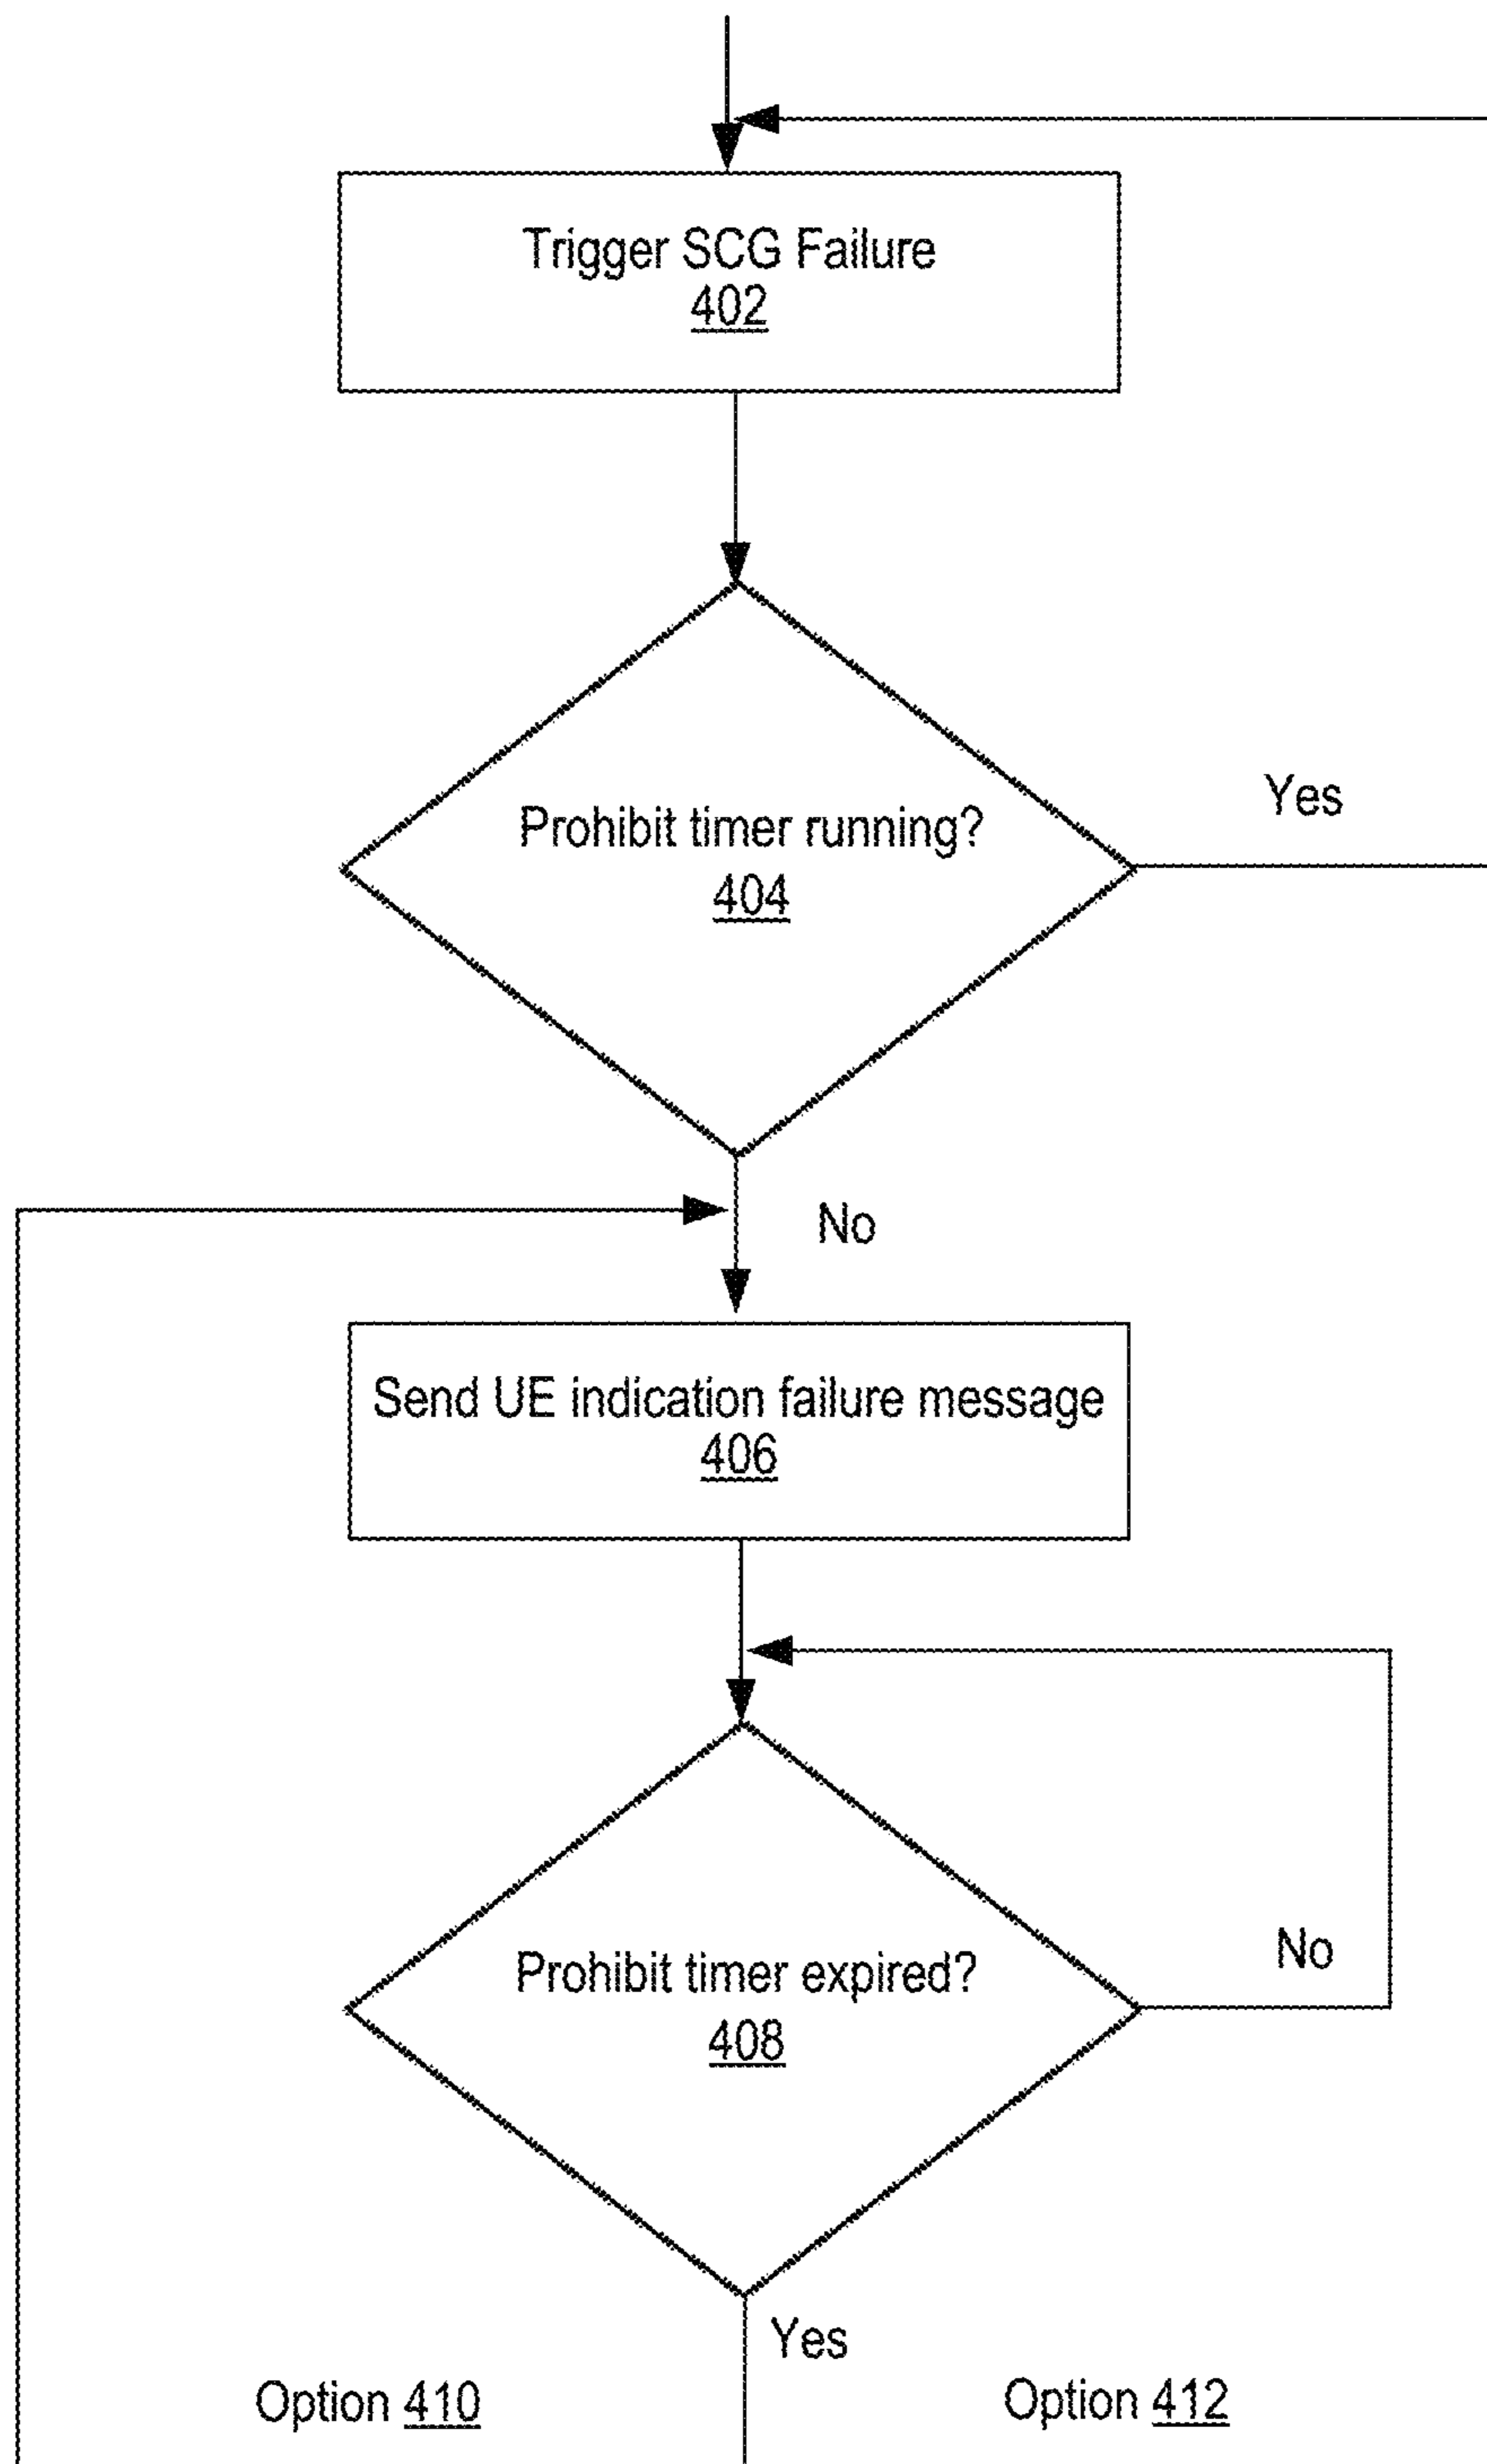 Trigger SCG Failure
402
Prohibit timer running?
404
Yes
No
Send UE indication failure message
406
Prohibit timer expired?
408
No
Yes
Option 410
Option 412